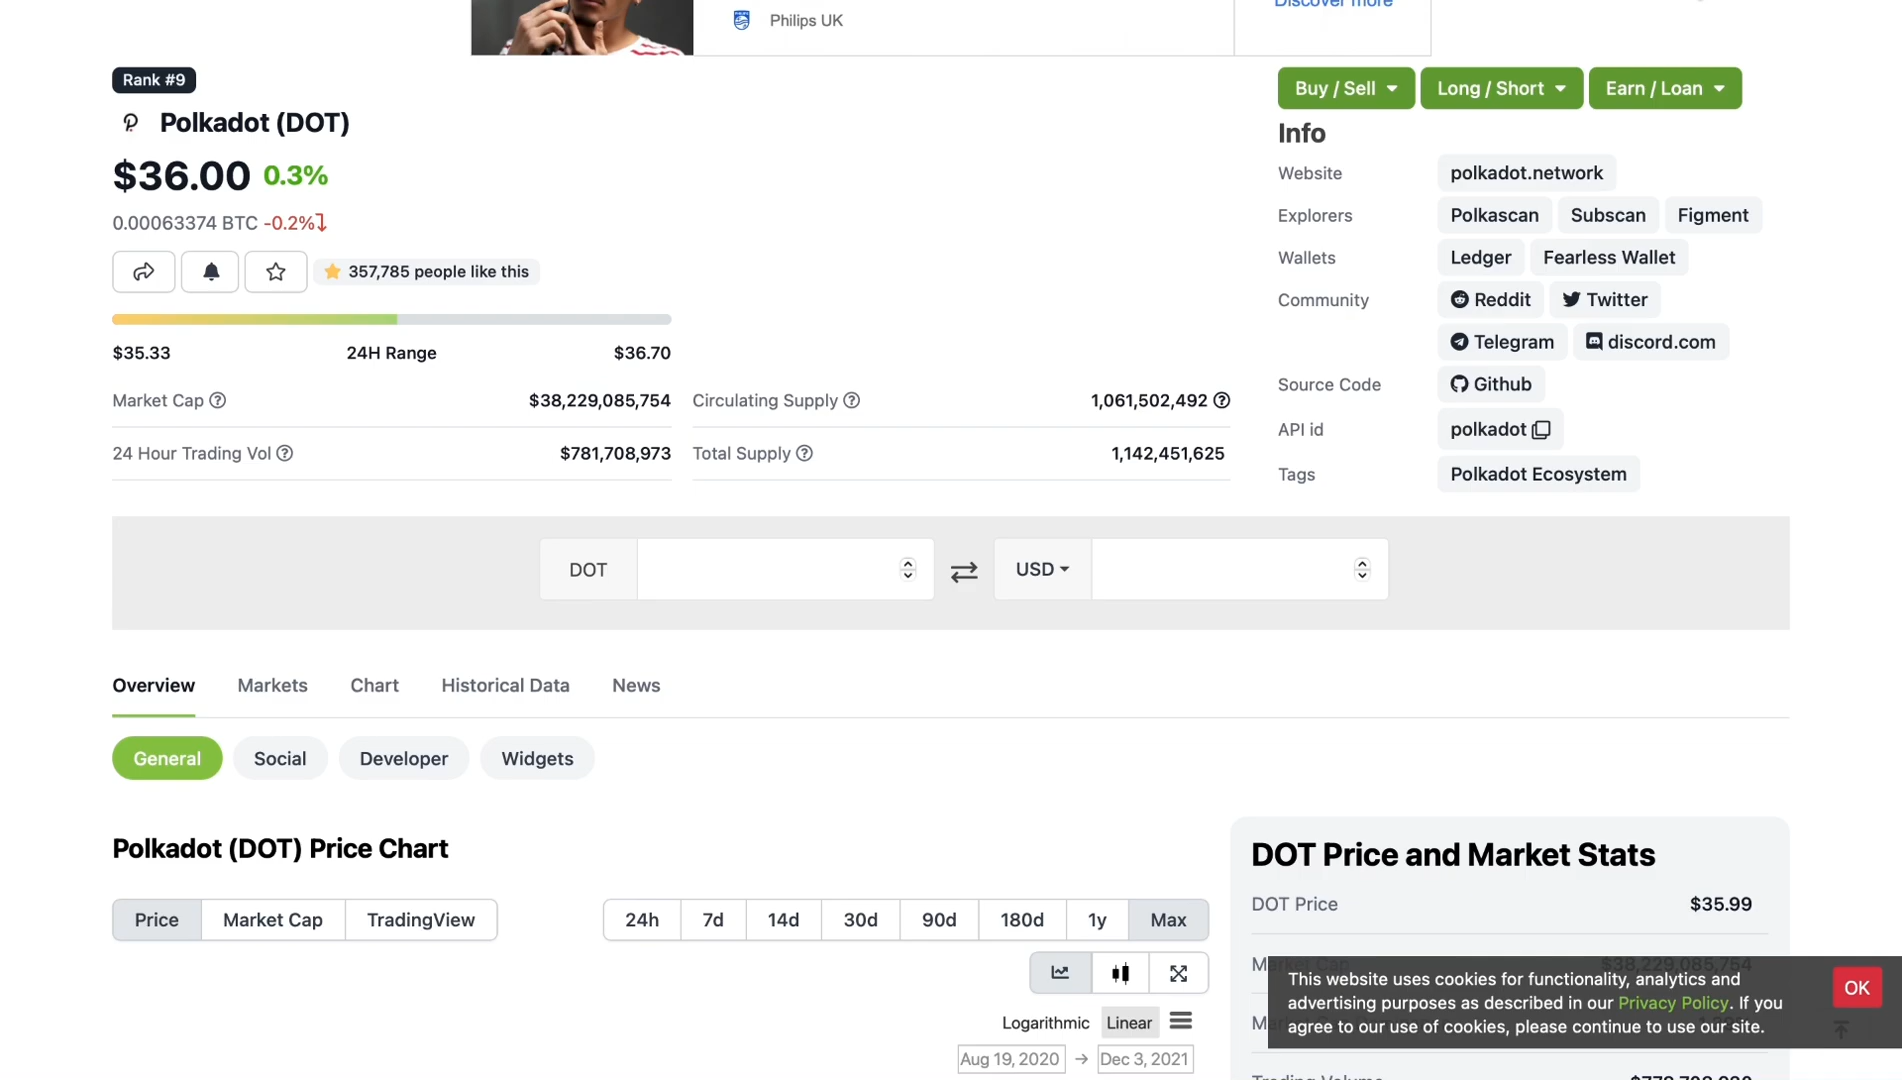 Philips UK
Discover more
Rank #9
Polkadot (DOT)
$36.00 0.3%
0.00063374 BTC -0.2%
357,785 people like this
$35.33 24H Range $36.70
Market Cap $38,229,085,754
24 Hour Trading Vol $781,708,973
Circulating Supply 1,061,502,492
Total Supply 1,142,451,625
Buy / Sell Long / Short Earn / Loan
Info
Website polkadot.network
Explorers Polkascan Subscan Figment
Wallets Ledger Fearless Wallet
Community Reddit Twitter
Telegram discord.com
Source Code Github
API id polkadot
Tags Polkadot Ecosystem
DOT USD
Overview Markets Chart Historical Data News
General Social Developer Widgets
Polkadot (DOT) Price Chart
Price Market Cap TradingView 24h 7d 14d 30d 90d 180d 1y Max
Logarithmic Linear
Aug 19, 2020 → Dec 3, 2021
DOT Price and Market Stats
DOT Price $35.99
Market Cap $38,229,085,754
This website uses cookies for functionality, analytics and
advertising purposes as described in our Privacy Policy. If you
agree to our use of cookies, please continue to use our site.
OK
Trading Volume